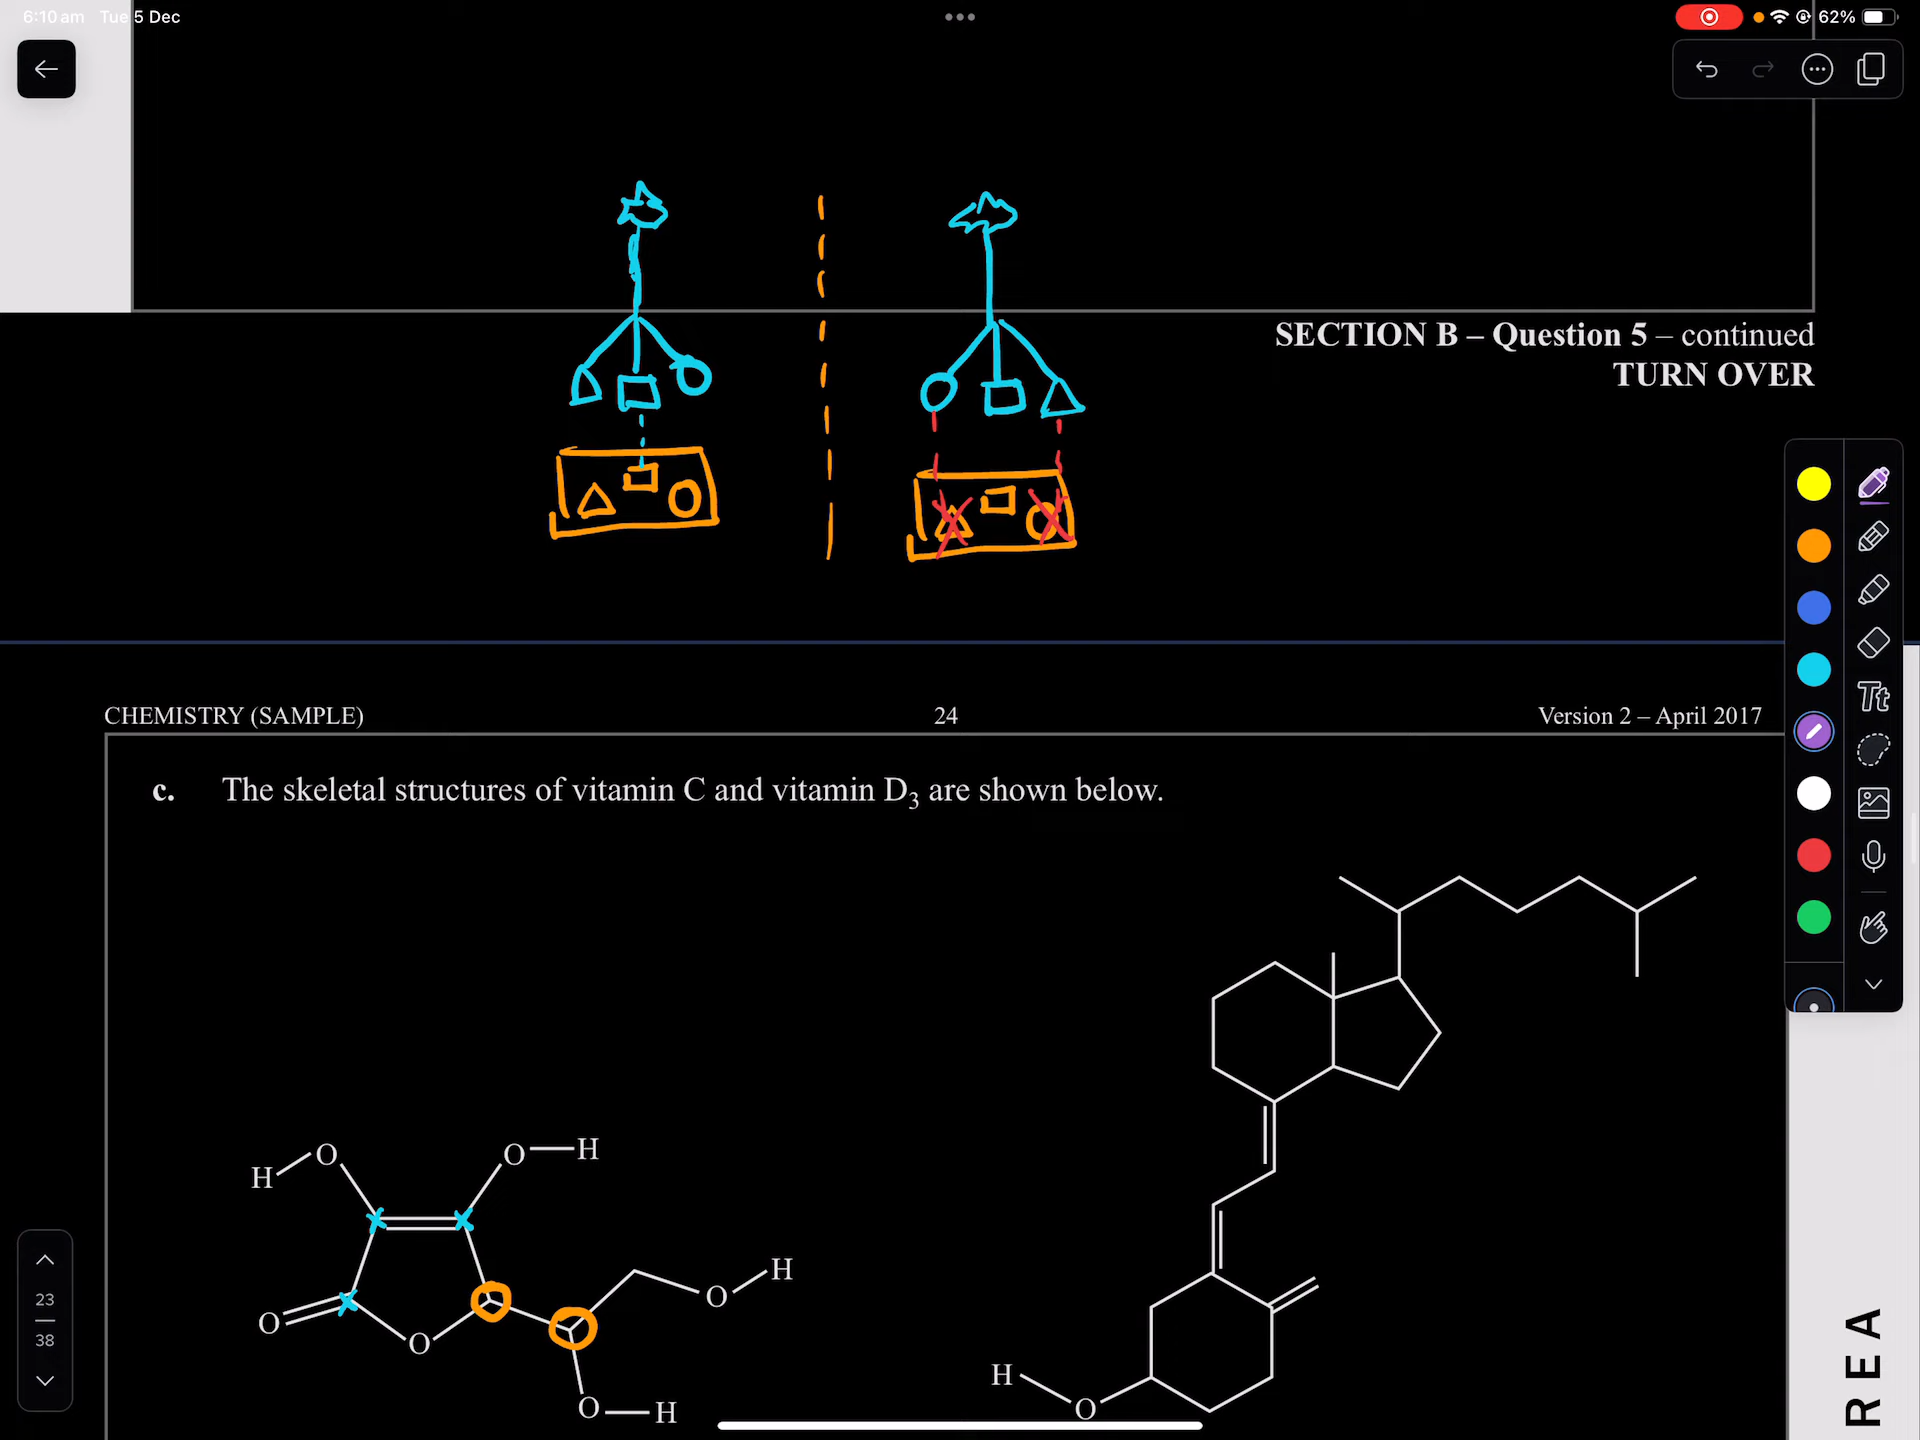 6:10 am Tue 5 Dec
62%
SECTION B – Question 5 – continued
TURN OVER
Tt
CHEMISTRY (SAMPLE)
24
Version 2 – April 2017
c. The skeletal structures of vitamin C and vitamin D3 are shown below.
H O
O H
O H
O
O
O H
H O
23
38
REA